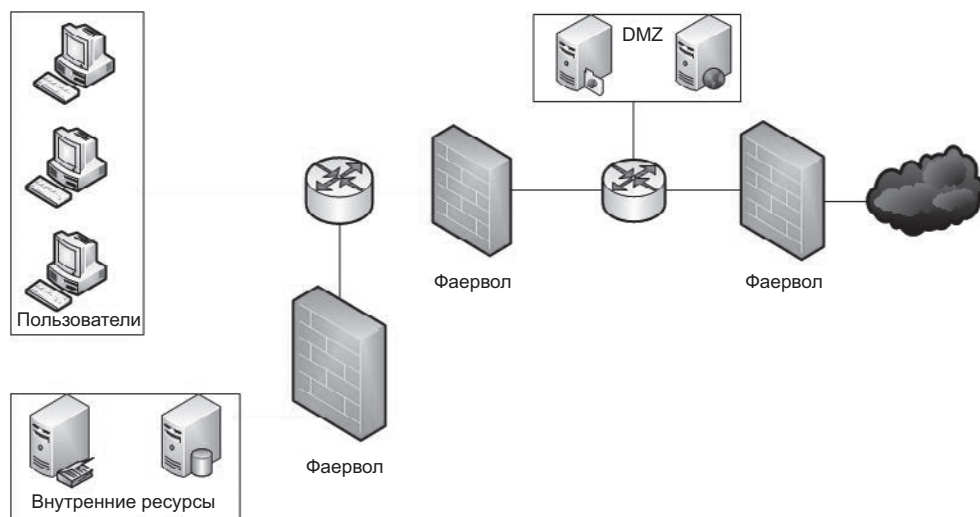 DMZ
Фаервол
Фаервол
Пользователи
Фаервол
Внутренние ресурсы